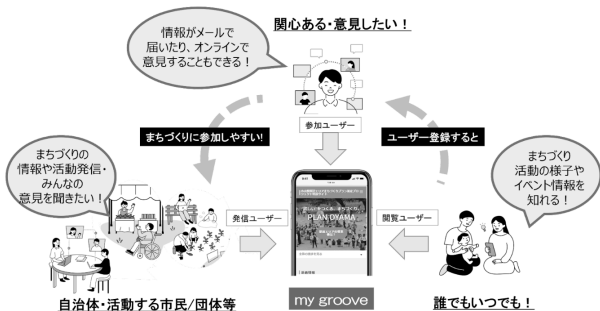 関心ある・意見したい！
情報がメールで
届いたり、オンラインで
意見することもできる！
参加ユーザー
まちづくりに参加しやすい！
ユーザー登録すると
まちづくりの
情報や活動発信・
みんなの
意見を聞きたい！
まちづくり
活動の様子や
イベント情報を
知れる！
発信ユーザー
閲覧ユーザー
PLAN OYAMA
my groove
自治体・活動する市民/団体等
誰でもいつでも！